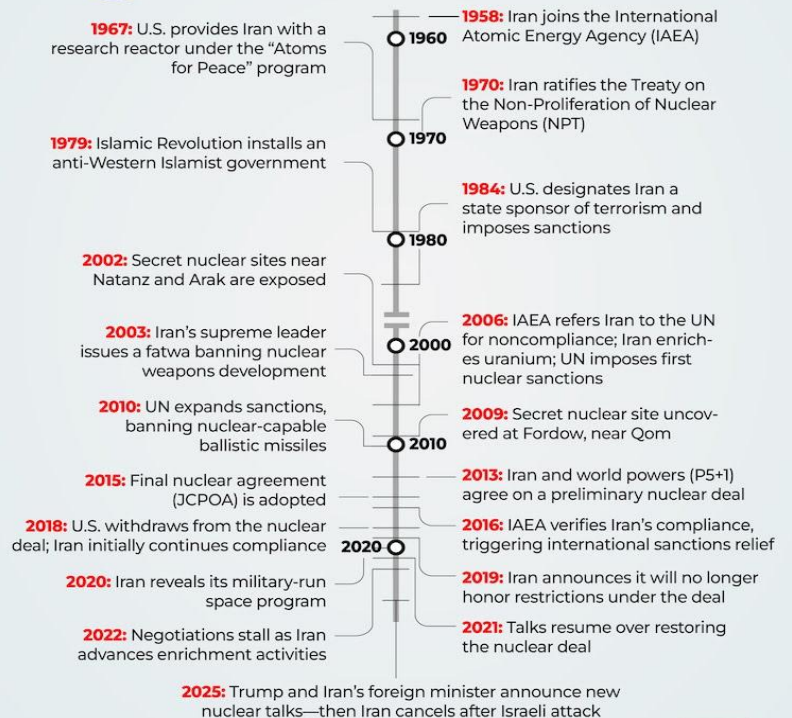 1958: Iran joins the International
Atomic Energy Agency (IAEA)
1967: U.S. provides Iran with a
research reactor under the “Atoms
for Peace” program
1960
1970: Iran ratifies the Treaty on
the Non-Proliferation of Nuclear
Weapons (NPT)
1970
1979: Islamic Revolution installs an
anti-Western Islamist government
1984: U.S. designates Iran a
state sponsor of terrorism and
imposes sanctions
1980
2002: Secret nuclear sites near
Natanz and Arak are exposed
2003: Iran’s supreme leader
issues a fatwa banning nuclear
weapons development
2000
2006: IAEA refers Iran to the UN
for noncompliance; Iran enrich-
es uranium; UN imposes first
nuclear sanctions
2010: UN expands sanctions,
banning nuclear-capable
ballistic missiles
2009: Secret nuclear site uncov-
ered at Fordow, near Qom
2010
2015: Final nuclear agreement
(JCPOA) is adopted
2013: Iran and world powers (P5+1)
agree on a preliminary nuclear deal
2018: U.S. withdraws from the nuclear
deal; Iran initially continues compliance
2016: IAEA verifies Iran’s compliance,
triggering international sanctions relief
2020
2020: Iran reveals its military-run
space program
2019: Iran announces it will no longer
honor restrictions under the deal
2022: Negotiations stall as Iran
advances enrichment activities
2021: Talks resume over restoring
the nuclear deal
2025: Trump and Iran’s foreign minister announce new
nuclear talks—then Iran cancels after Israeli attack